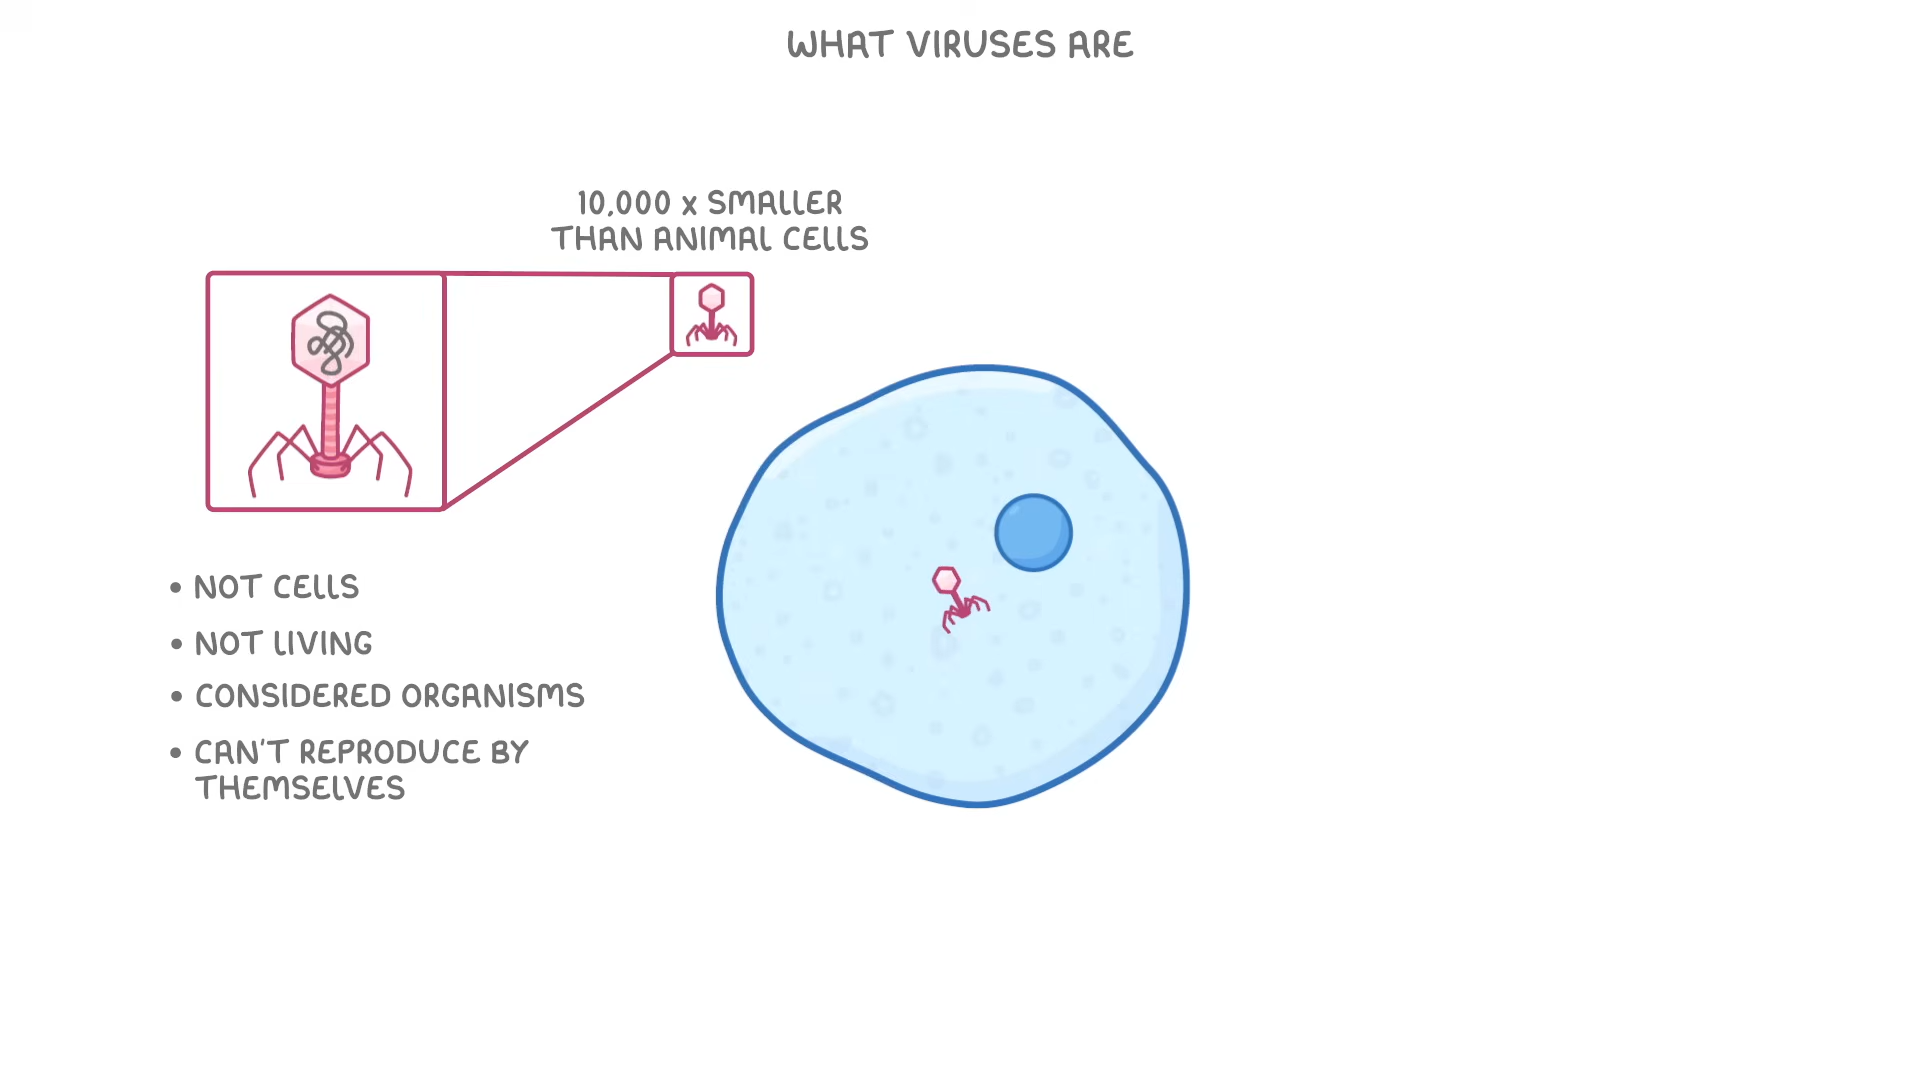 WHAT VIRUSES ARE
10,000 x SMALLER
THAN ANIMAL CELLS
• NOT CELLS
• NOT LIVING
• CONSIDERED ORGANISMS
• CAN'T REPRODUCE BY
THEMSELVES